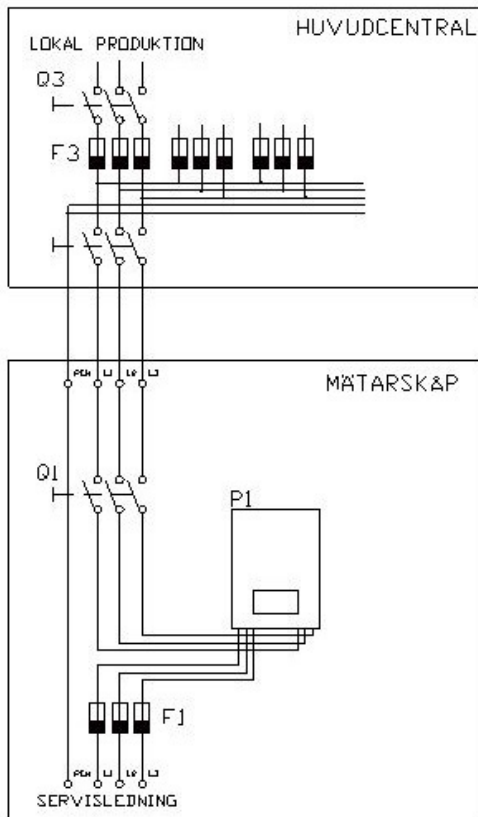 HUVUDCENTRAL
LOKAL PRODUKTION
Q3
F3
PEN L1 L2 L3
MÄTARSKÅP
Q1
P1
F1
PEN L1 L2 L3
SERVISLEDNING